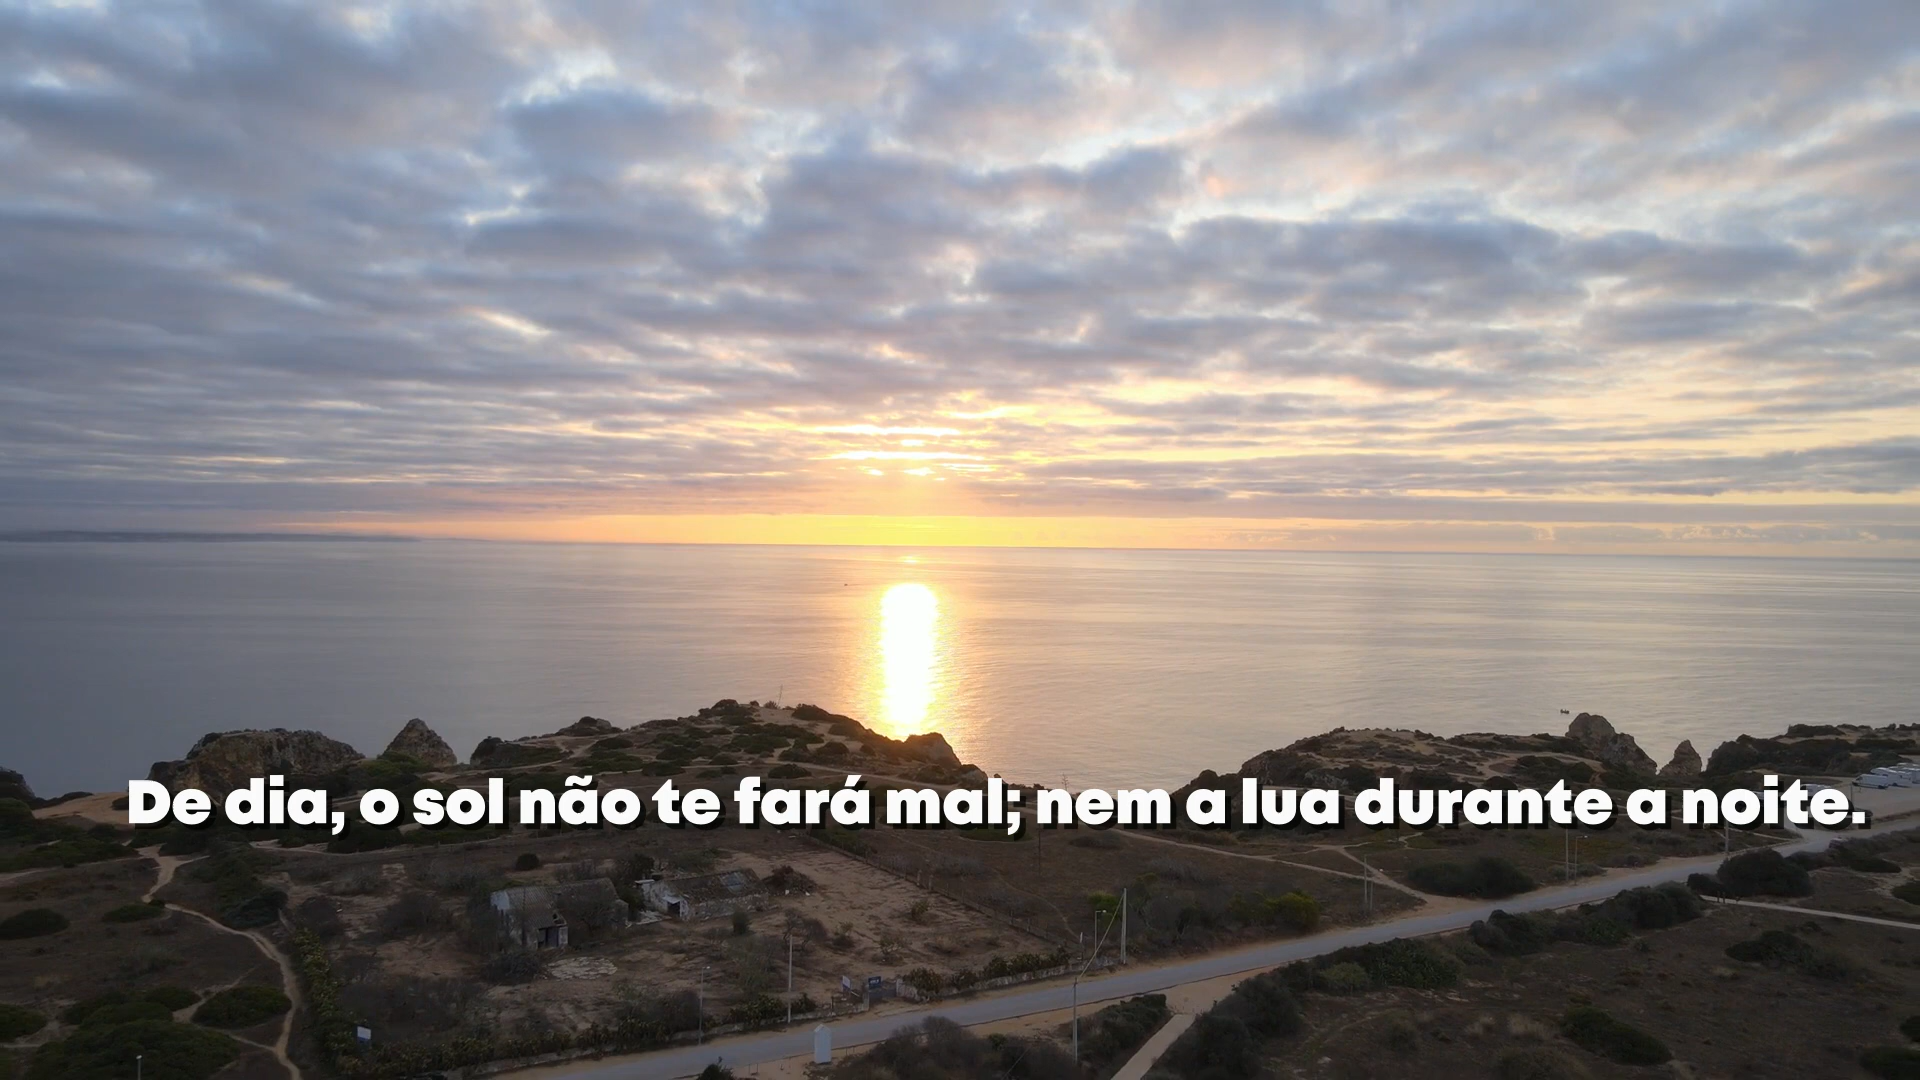 De dia, o sol não te fará mal; nem a lua durante a noite.